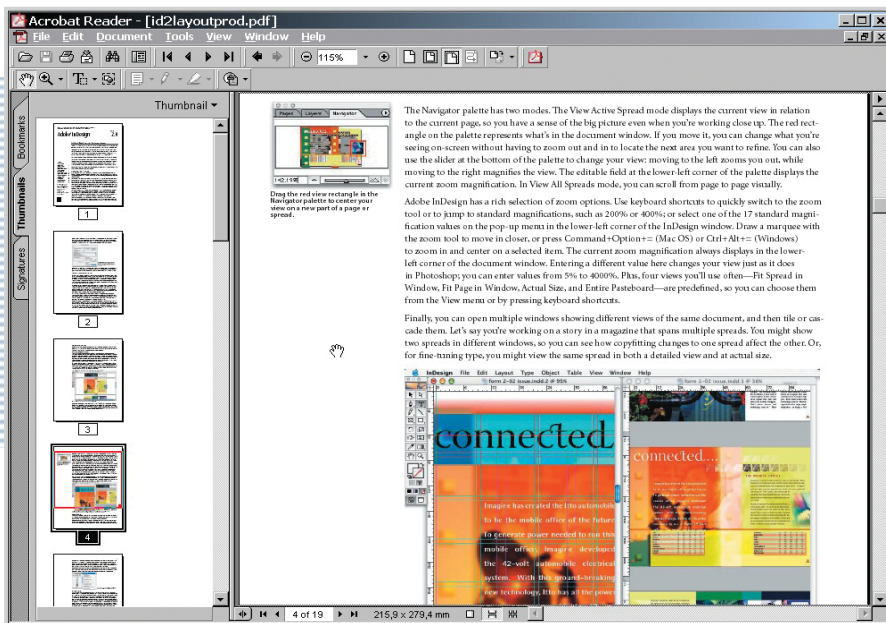 Acrobat Reader - [id2layoutprod.pdf]
File Edit Document Tools View Window Help
115%
Bookmarks
Thumbnails
Signatures
Thumbnail
1
2
3
4
Pages Layers Navigator
Drag the red view rectangle in the
Navigator palette to center your
view on a new part of a page or
spread.
The Navigator palette has two modes. The View Active Spread mode displays the current view in relation
to the current page, so you have a sense of the big picture even when you're working close up. The red rect-
angle on the palette represents what's in the document window. If you move it, you can change what you're
seeing on-screen without having to zoom out and in to locate the next area you want to refine. You can also
use the slider at the bottom of the palette to change your view: moving to the left zooms you out, while
moving to the right magnifies the view. The editable field at the lower-left corner of the palette displays the
current zoom magnification. In View All Spreads mode, you can scroll from page to page visually.
Adobe InDesign has a rich selection of zoom options. Use keyboard shortcuts to quickly switch to the zoom
tool or to jump to standard magnifications, such as 200% or 400%; or select one of the 17 standard magni-
fication values on the pop-up menu in the lower-left corner of the InDesign window. Draw a marquee with
the zoom tool to move in closer, or press Command+Option+= (Mac OS) or Ctrl+Alt+= (Windows)
to zoom in and center on a selected item. The current zoom magnification always displays in the lower-
left corner of the document window. Entering a different value here changes your view just as it does
in Photoshop; you can enter values from 5% to 4000%. Plus, four views you'll use often—Fit Spread in
Window, Fit Page in Window, Actual Size, and Entire Pasteboard—are predefined, so you can choose them
from the View menu or by pressing keyboard shortcuts.
Finally, you can open multiple windows showing different views of the same document, and then tile or cas-
cade them. Let's say you're working on a story in a magazine that spans multiple spreads. You might show
two spreads in different windows, so you can see how copyfitting changes to one spread affect the other. Or,
for fine-tuning type, you might view the same spread in both a detailed view and at actual size.
InDesign File Edit Layout Type Object Table View Window Help
connected...
Imagine has created the Itto automobile
to be the mobile office of the future
To generate power needed to run this
mobile office, Imagine developed
the 42-volt automobile electrical
system. With this ground-breaking
new technology, Itto has all the power
connected...
4 of 19
215,9 x 279,4 mm